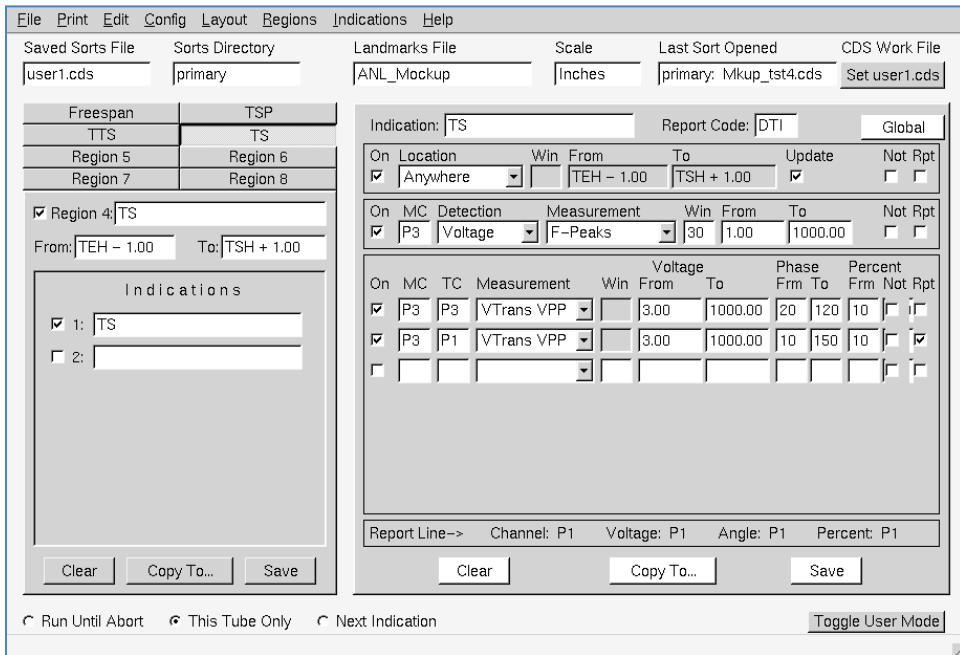 File Print Edit Config Layout Regions Indications Help
Saved Sorts File Sorts Directory Landmarks File Scale Last Sort Opened CDS Work File
user1.cds primary ANL_Mockup Inches primary: Mkup_tst4.cds Set user1.cds
Freespan TSP
TTS TS
Region 5 Region 6
Region 7 Region 8
Region 4: TS
From: TEH - 1.00 To: TSH + 1.00
Indications
1: TS
2:
Clear Copy To... Save
Indication: TS Report Code: DTI Global
On Location Win From To Update Not Rpt
Anywhere TEH - 1.00 TSH + 1.00
On MC Detection Measurement Win From To Not Rpt
P3 Voltage F-Peaks 30 1.00 1000.00
Voltage Phase Percent
On MC TC Measurement Win From To Frm To Frm Not Rpt
P3 P3 VTrans VPP 3.00 1000.00 20 120 10
P3 P1 VTrans VPP 3.00 1000.00 10 150 10
Report Line-> Channel: P1 Voltage: P1 Angle: P1 Percent: P1
Clear Copy To... Save
Run Until Abort This Tube Only Next Indication Toggle User Mode